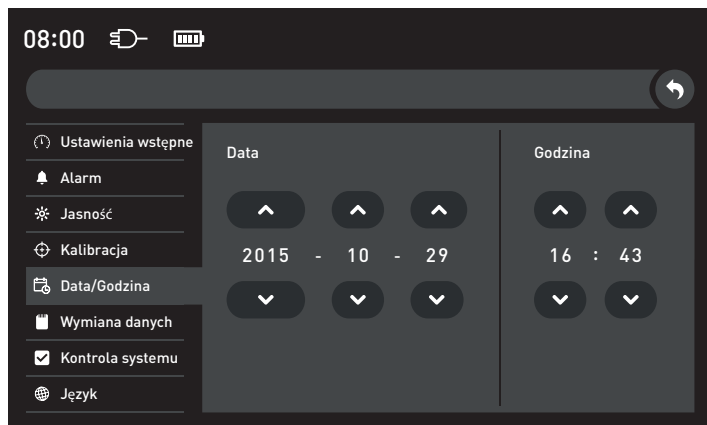 08:00
Ustawienia wstępne
Alarm
Jasność
Kalibracja
Data/Godzina
Wymiana danych
Kontrola systemu
Język
Data
2015 - 10 - 29
Godzina
16 : 43